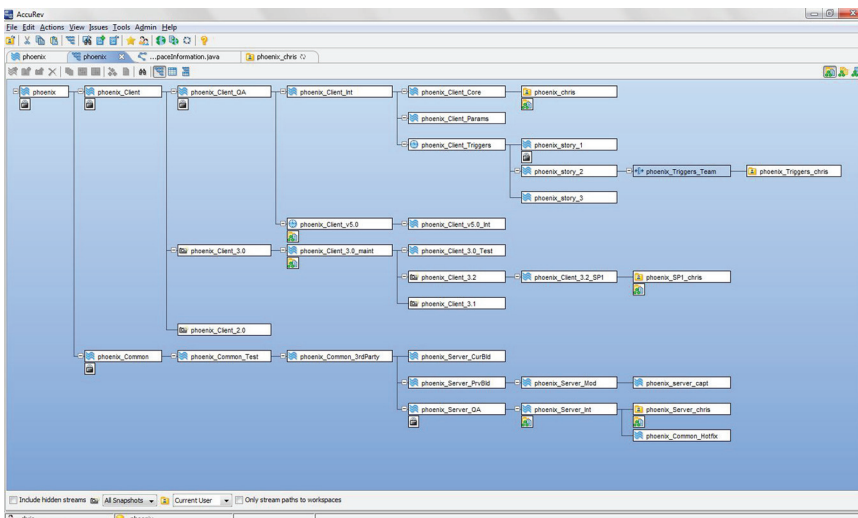 AccuRev
File Edit Actions View Issues Tools Admin Help
phoenix phoenix ...paceInformation.java phoenix_chris
phoenix phoenix_Client phoenix_Client_QA phoenix_Client_Int phoenix_Client_Core phoenix_chris
phoenix_Client_Params
phoenix_Client_Triggers phoenix_story_1
phoenix_story_2 phoenix_Triggers_Team phoenix_Triggers_chris
phoenix_story_3
phoenix_Client_v5.0 phoenix_Client_v5.0_Int
phoenix_Client_3.0 phoenix_Client_3.0_maint phoenix_Client_3.0_Test
phoenix_Client_3.2 phoenix_Client_3.2_SP1 phoenix_SP1_chris
phoenix_Client_3.1
phoenix_Client_2.0
phoenix_Common phoenix_Common_Test phoenix_Common_3rdParty phoenix_Server_CurBld
phoenix_Server_PrvBld phoenix_Server_Mod phoenix_server_capt
phoenix_Server_QA phoenix_Server_Int phoenix_Server_chris
phoenix_Common_Hotfix
Include hidden streams All Snapshots Current User Only stream paths to workspaces